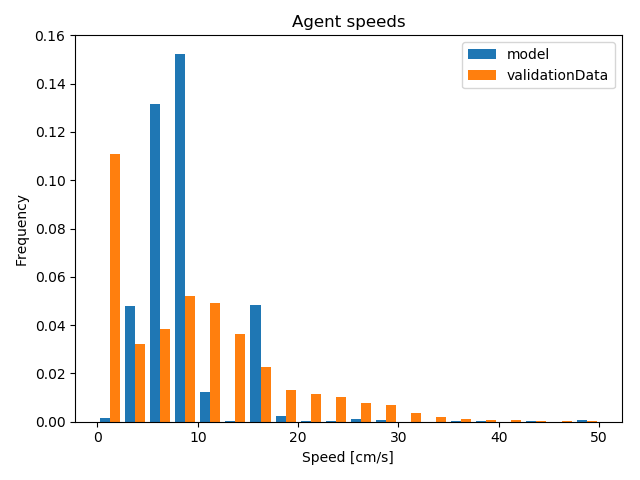 Agent speeds
model
validationData
Frequency
0.16
0.14
0.12
0.10
0.08
0.06
0.04
0.02
0.00
0 10 20 30 40 50
Speed [cm/s]